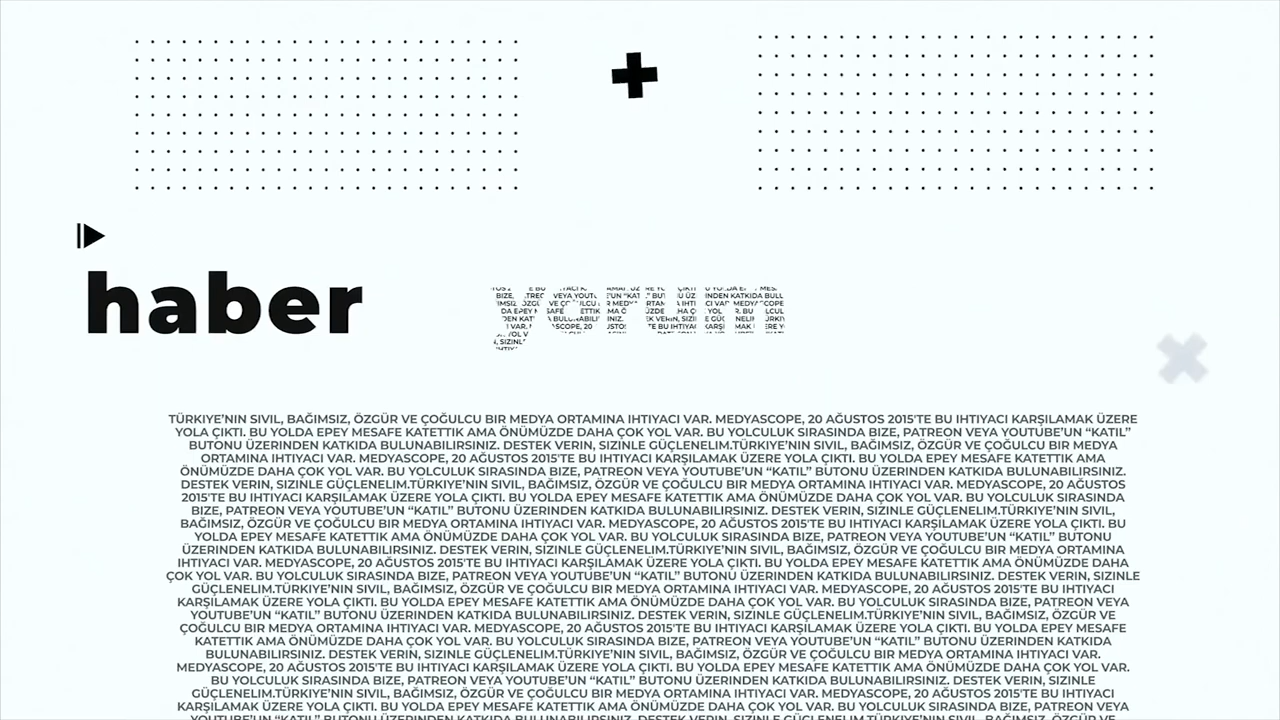 haber
yorum
TÜRKIYE'NIN SIVIL, BAĞIMSIZ, ÖZGÜR VE ÇOĞULCU BIR MEDYA ORTAMINA IHTIYACI VAR. MEDYASCOPE, 20 AĞUSTOS 2015'TE BU IHTIYACI KARŞILAMAK ÜZERE
YOLA ÇIKTI. BU YOLDA EPEY MESAFE KATETTIK AMA ÖNÜMÜZDE DAHA ÇOK YOL VAR. BU YOLCULUK SIRASINDA BIZE, PATREON VEYA YOUTUBE'UN “KATIL”
BUTONU ÜZERINDEN KATKIDA BULUNABILIRSINIZ. DESTEK VERIN, SIZINLE GÜÇLENELIM.TÜRKIYE'NIN SIVIL, BAĞIMSIZ, ÖZGÜR VE ÇOĞULCU BIR MEDYA
ORTAMINA IHTIYACI VAR. MEDYASCOPE, 20 AĞUSTOS 2015'TE BU IHTIYACI KARŞILAMAK ÜZERE YOLA ÇIKTI. BU YOLDA EPEY MESAFE KATETTIK AMA
ÖNÜMÜZDE DAHA ÇOK YOL VAR. BU YOLCULUK SIRASINDA BIZE, PATREON VEYA YOUTUBE'UN “KATIL” BUTONU ÜZERINDEN KATKIDA BULUNABILIRSINIZ.
DESTEK VERIN, SIZINLE GÜÇLENELIM.TÜRKIYE'NIN SIVIL, BAĞIMSIZ, ÖZGÜR VE ÇOĞULCU BIR MEDYA ORTAMINA IHTIYACI VAR. MEDYASCOPE, 20 AĞUSTOS
2015'TE BU IHTIYACI KARŞILAMAK ÜZERE YOLA ÇIKTI. BU YOLDA EPEY MESAFE KATETTIK AMA ÖNÜMÜZDE DAHA ÇOK YOL VAR. BU YOLCULUK SIRASINDA
BIZE, PATREON VEYA YOUTUBE'UN “KATIL” BUTONU ÜZERINDEN KATKIDA BULUNABILIRSINIZ. DESTEK VERIN, SIZINLE GÜÇLENELIM.TÜRKIYE'NIN SIVIL,
BAĞIMSIZ, ÖZGÜR VE ÇOĞULCU BIR MEDYA ORTAMINA IHTIYACI VAR. MEDYASCOPE, 20 AĞUSTOS 2015'TE BU IHTIYACI KARŞILAMAK ÜZERE YOLA ÇIKTI. BU
YOLDA EPEY MESAFE KATETTIK AMA ÖNÜMÜZDE DAHA ÇOK YOL VAR. BU YOLCULUK SIRASINDA BIZE, PATREON VEYA YOUTUBE'UN “KATIL” BUTONU
ÜZERINDEN KATKIDA BULUNABILIRSINIZ. DESTEK VERIN, SIZINLE GÜÇLENELIM.TÜRKIYE'NIN SIVIL, BAĞIMSIZ, ÖZGÜR VE ÇOĞULCU BIR MEDYA ORTAMINA
IHTIYACI VAR. MEDYASCOPE, 20 AĞUSTOS 2015'TE BU IHTIYACI KARŞILAMAK ÜZERE YOLA ÇIKTI. BU YOLDA EPEY MESAFE KATETTIK AMA ÖNÜMÜZDE DAHA
ÇOK YOL VAR. BU YOLCULUK SIRASINDA BIZE, PATREON VEYA YOUTUBE'UN “KATIL” BUTONU ÜZERINDEN KATKIDA BULUNABILIRSINIZ. DESTEK VERIN, SIZINLE
GÜÇLENELIM.TÜRKIYE'NIN SIVIL, BAĞIMSIZ, ÖZGÜR VE ÇOĞULCU BIR MEDYA ORTAMINA IHTIYACI VAR. MEDYASCOPE, 20 AĞUSTOS 2015'TE BU IHTIYACI
KARŞILAMAK ÜZERE YOLA ÇIKTI. BU YOLDA EPEY MESAFE KATETTIK AMA ÖNÜMÜZDE DAHA ÇOK YOL VAR. BU YOLCULUK SIRASINDA BIZE, PATREON VEYA
YOUTUBE'UN “KATIL” BUTONU ÜZERINDEN KATKIDA BULUNABILIRSINIZ. DESTEK VERIN, SIZINLE GÜÇLENELIM.TÜRKIYE'NIN SIVIL, BAĞIMSIZ, ÖZGÜR VE
ÇOĞULCU BIR MEDYA ORTAMINA IHTIYACI VAR. MEDYASCOPE, 20 AĞUSTOS 2015'TE BU IHTIYACI KARŞILAMAK ÜZERE YOLA ÇIKTI. BU YOLDA EPEY MESAFE
KATETTIK AMA ÖNÜMÜZDE DAHA ÇOK YOL VAR. BU YOLCULUK SIRASINDA BIZE, PATREON VEYA YOUTUBE'UN “KATIL” BUTONU ÜZERINDEN KATKIDA
BULUNABILIRSINIZ. DESTEK VERIN, SIZINLE GÜÇLENELIM.TÜRKIYE'NIN SIVIL, BAĞIMSIZ, ÖZGÜR VE ÇOĞULCU BIR MEDYA ORTAMINA IHTIYACI VAR.
MEDYASCOPE, 20 AĞUSTOS 2015'TE BU IHTIYACI KARŞILAMAK ÜZERE YOLA ÇIKTI. BU YOLDA EPEY MESAFE KATETTIK AMA ÖNÜMÜZDE DAHA ÇOK YOL VAR.
BU YOLCULUK SIRASINDA BIZE, PATREON VEYA YOUTUBE'UN “KATIL” BUTONU ÜZERINDEN KATKIDA BULUNABILIRSINIZ. DESTEK VERIN, SIZINLE
GÜÇLENELIM.TÜRKIYE'NIN SIVIL, BAĞIMSIZ, ÖZGÜR VE ÇOĞULCU BIR MEDYA ORTAMINA IHTIYACI VAR. MEDYASCOPE, 20 AĞUSTOS 2015'TE BU IHTIYACI
KARŞILAMAK ÜZERE YOLA ÇIKTI. BU YOLDA EPEY MESAFE KATETTIK AMA ÖNÜMÜZDE DAHA ÇOK YOL VAR. BU YOLCULUK SIRASINDA BIZE, PATREON VEYA